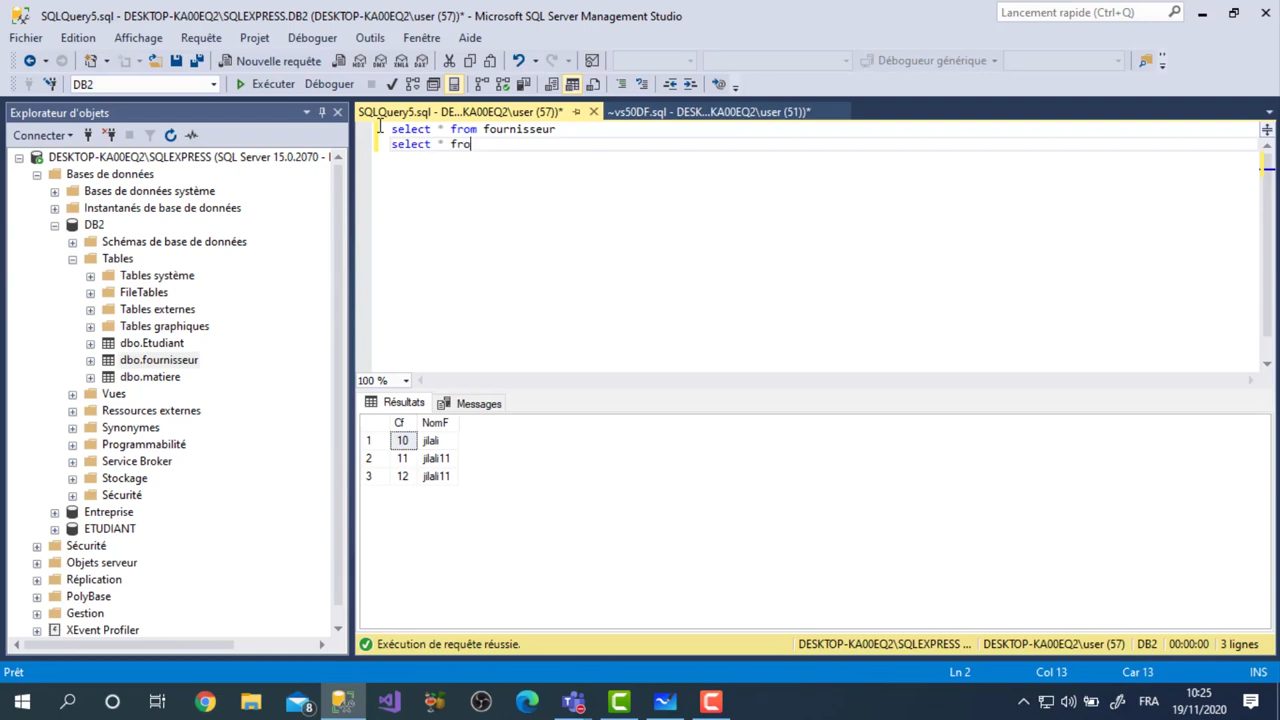 SQLQuery5.sql - DESKTOP-KA00EQ2\SQLEXPRESS.DB2 (DESKTOP-KA00EQ2\user (57))* - Microsoft SQL Server Management Studio
Lancement rapide (Ctrl+Q)
Fichier Edition Affichage Requête Projet Déboguer Outils Fenêtre Aide
Nouvelle requête
Débogueur générique
DB2
Exécuter Déboguer
Explorateur d'objets
SQLQuery5.sql - DE...KA00EQ2\user (57))*
~vs50DF.sql - DESK...KA00EQ2\user (51))*
Connecter
select * from fournisseur
select * fro
DESKTOP-KA00EQ2\SQLEXPRESS (SQL Server 15.0.2070 -
Bases de données
Bases de données système
Instantanés de base de données
DB2
Schémas de base de données
Tables
Tables système
FileTables
Tables externes
Tables graphiques
dbo.Etudiant
dbo.fournisseur
dbo.matiere
Vues
Ressources externes
Synonymes
Programmabilité
Service Broker
Stockage
Sécurité
Entreprise
ETUDIANT
Sécurité
Objets serveur
Réplication
PolyBase
Gestion
XEvent Profiler
100 %
Résultats Messages
Cf NomF
1 10 jilali
2 11 jilali11
3 12 jilali11
Exécution de requête réussie.
DESKTOP-KA00EQ2\SQLEXPRESS ... DESKTOP-KA00EQ2\user (57) DB2 00:00:00 3 lignes
Prêt
Ln 2 Col 13 Car 13 INS
8
FRA
10:25
19/11/2020